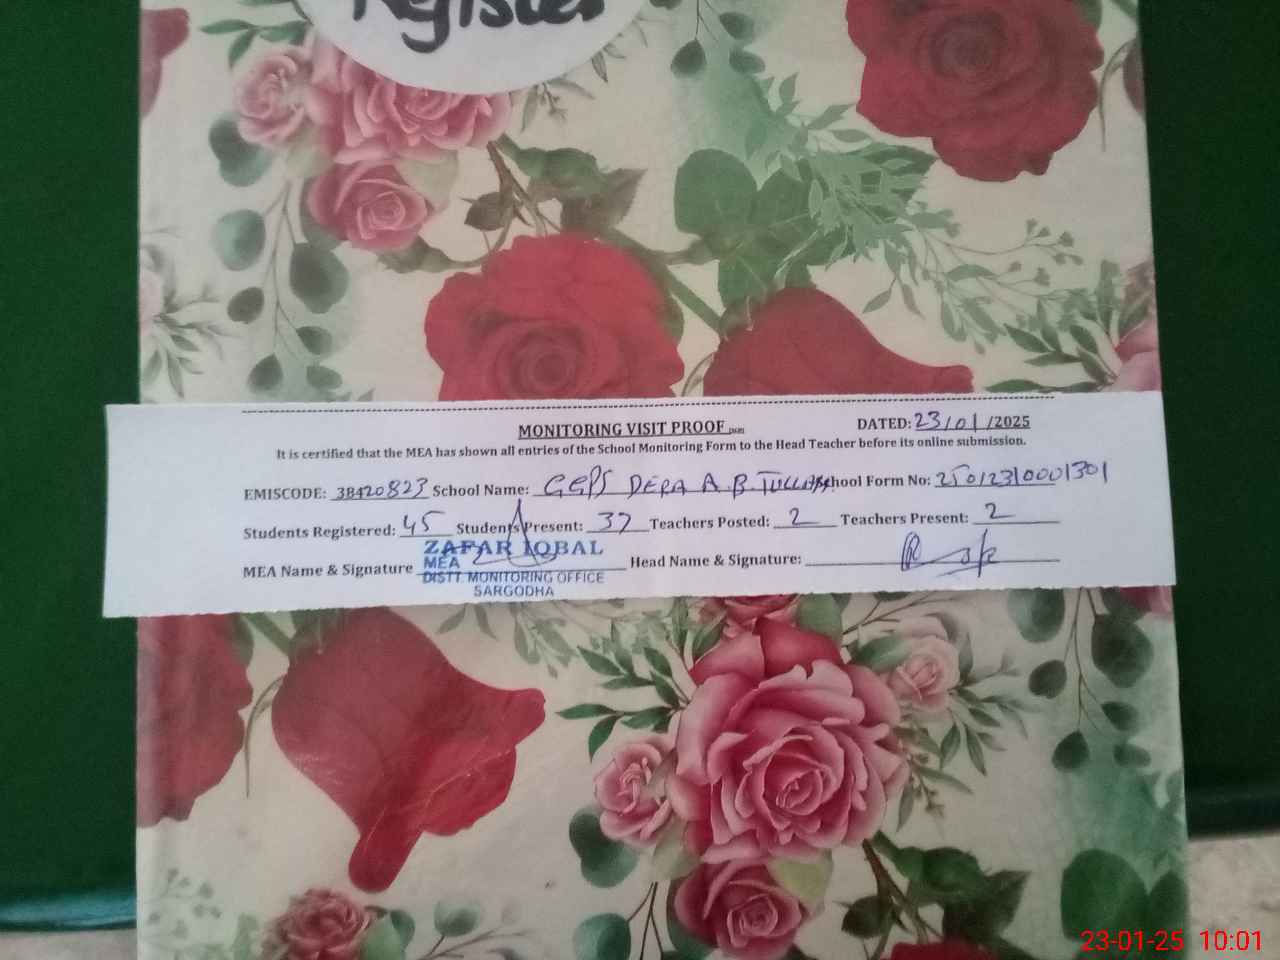 Register
MONITORING VISIT PROOF
DATED: 23/01/2025
It is certified that the MEA has shown all entries of the School Monitoring Form to the Head Teacher before its online submission.
EMISCODE: 38420823 School Name: GGPS DERA A.B. TULLAH School Form No: 25012310001301
Students Registered: 45 Students Present: 37 Teachers Posted: 2 Teachers Present: 2
ZAFAR IQBAL
MEA Name & Signature MEA Head Name & Signature:
DISTT. MONITORING OFFICE
SARGODHA
23-01-25 10:01